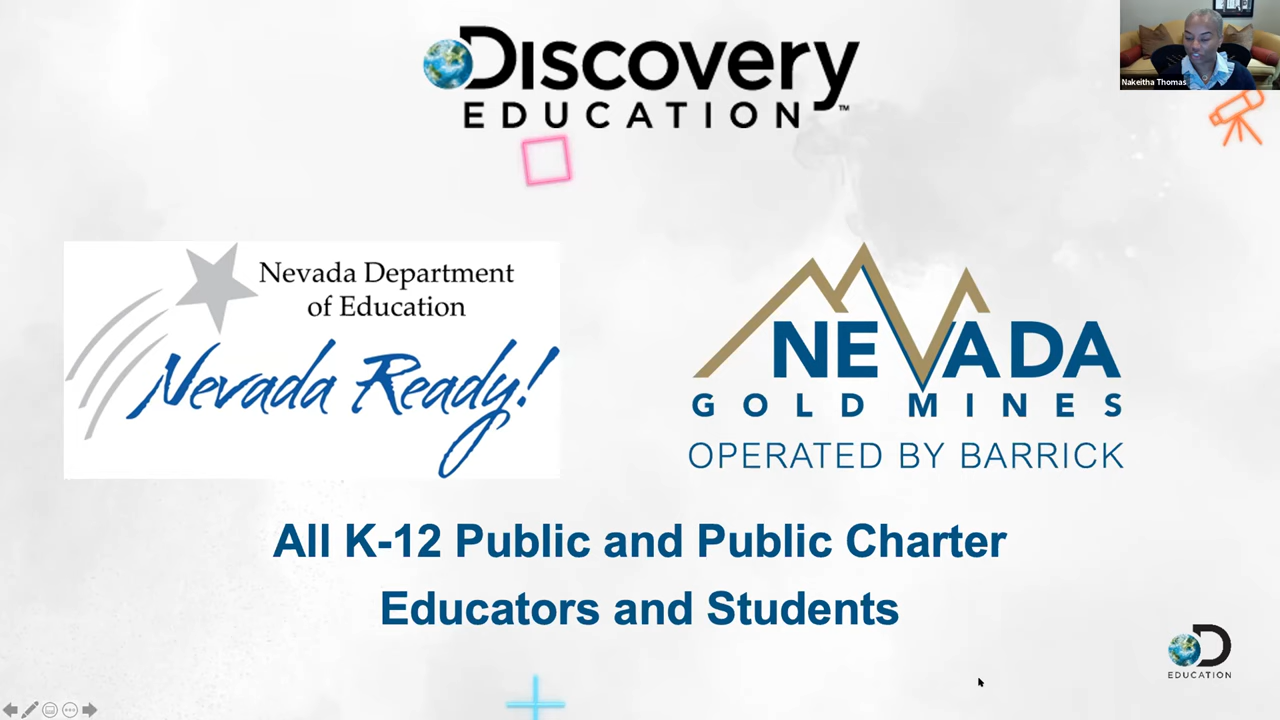 DISCOVERY
EDUCATION™
Nakeitha Thomas
Nevada Department
of Education
Nevada Ready!
NEVADA
GOLD MINES
OPERATED BY BARRICK
All K-12 Public and Public Charter
Educators and Students
D
EDUCATION